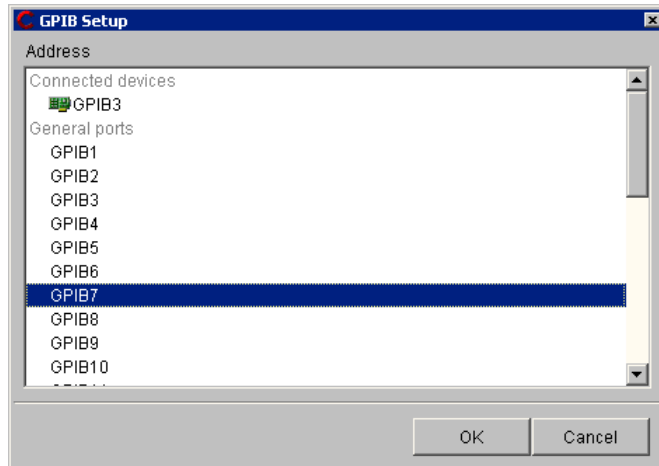 GPIB Setup
Address
Connected devices
GPIB3
General ports
GPIB1
GPIB2
GPIB3
GPIB4
GPIB5
GPIB6
GPIB7
GPIB8
GPIB9
GPIB10
OK
Cancel